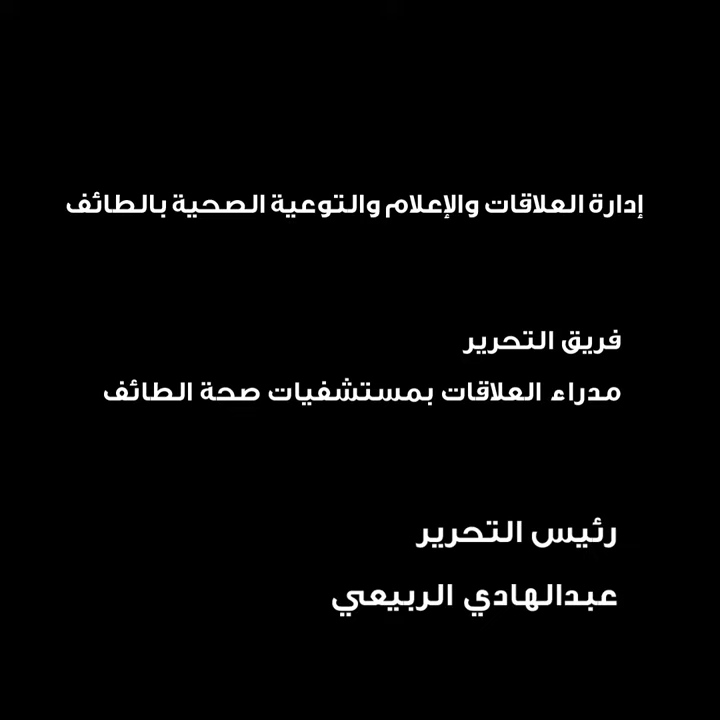 إدارة العلاقات والإعلام والتوعية الصحية بالطائف
فريق التحرير
مدراء العلاقات بمستشفيات صحة الطائف
رئيس التحرير
عبدالهادي الربيعي